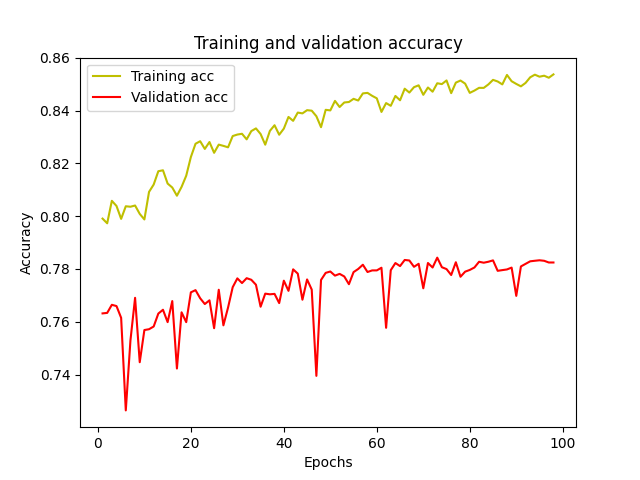 Training and validation accuracy
Training acc
Validation acc
0.86
0.84
0.82
0.80
0.78
0.76
0.74
Accuracy
0 20 40 60 80 100
Epochs